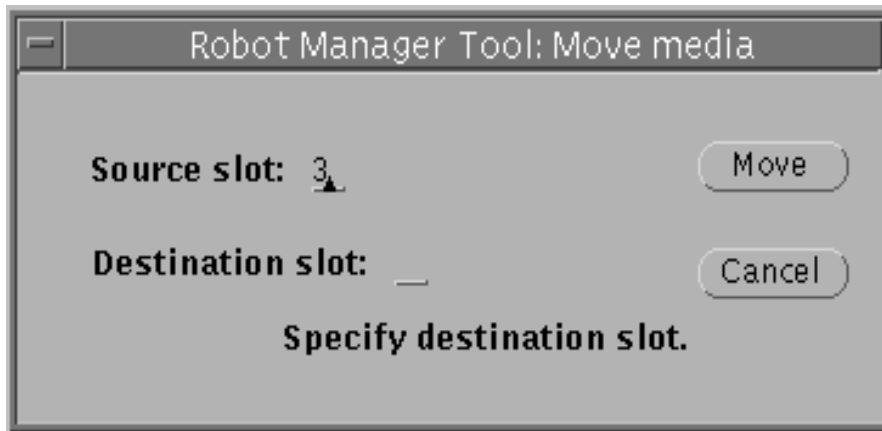 Robot Manager Tool: Move media
Source slot: 3
Move
Destination slot:
Cancel
Specify destination slot.